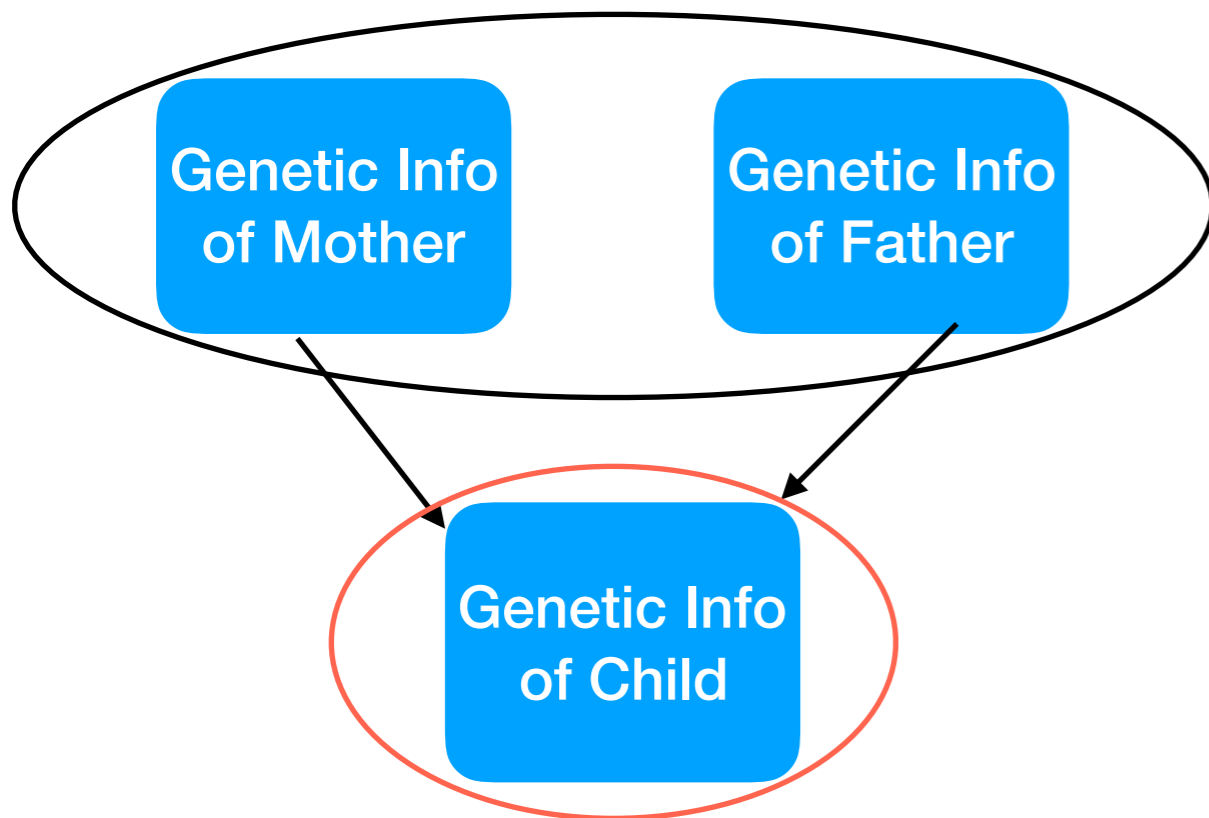 Genetic Info
of Mother
Genetic Info
of Father
Genetic Info
of Child